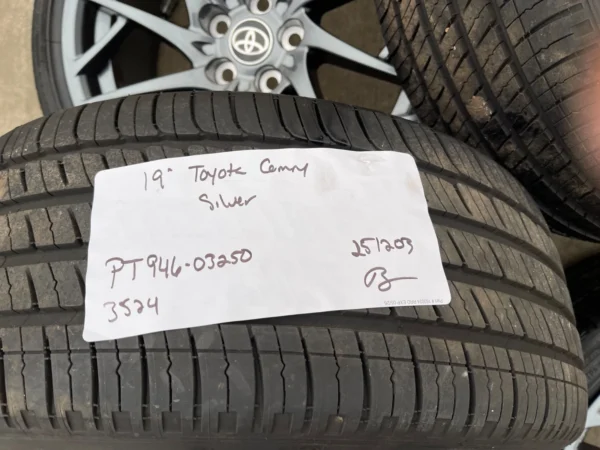 19" Toyota Camry
Silver
PT946-03250
251203
3524